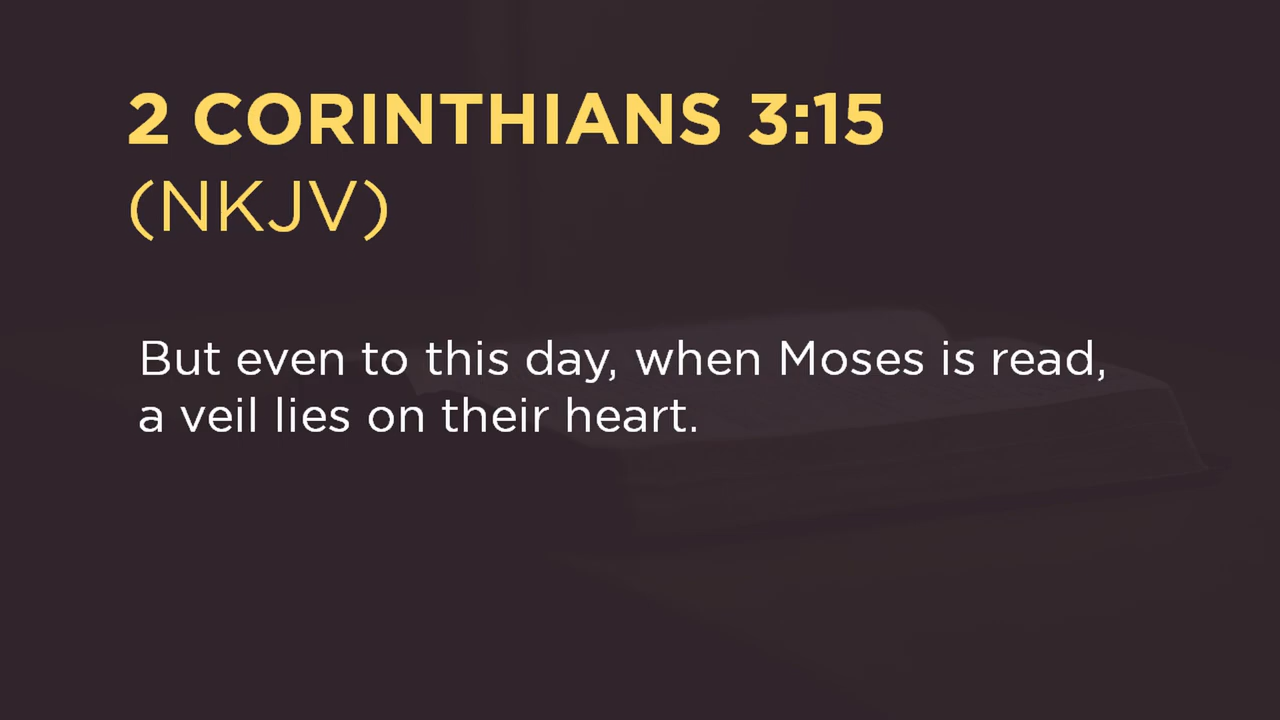 2 CORINTHIANS 3:15
(NKJV)
But even to this day, when Moses is read,
a veil lies on their heart.